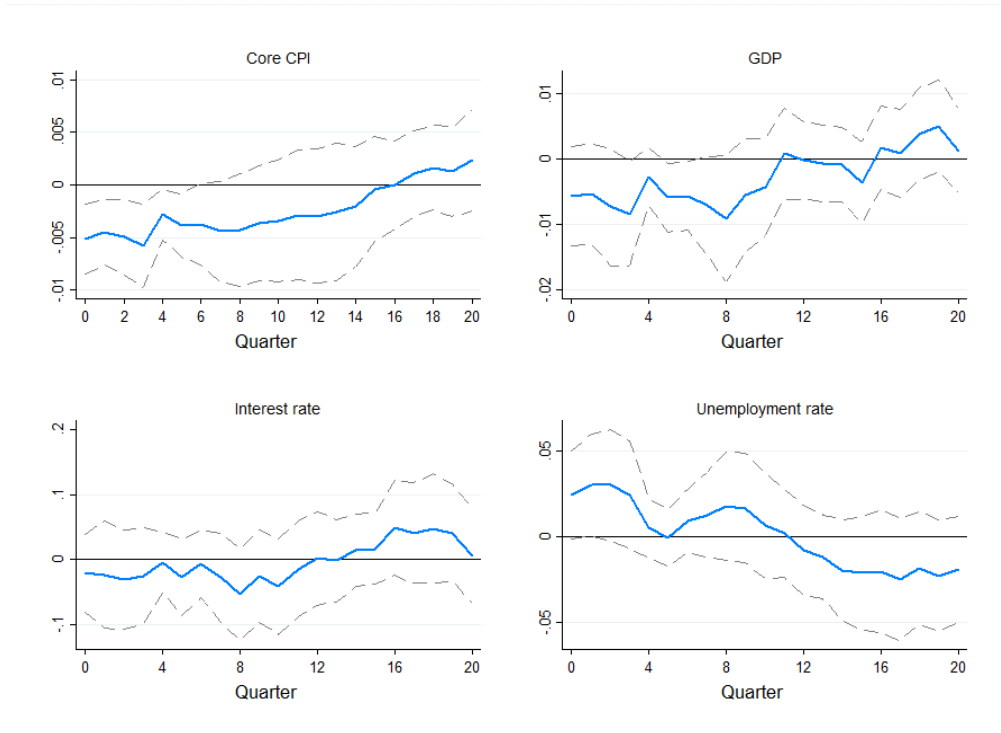 Core CPI
.01
.005
0
-.005
-.01
0 2 4 6 8 10 12 14 16 18 20
Quarter
GDP
.01
0
-.01
-.02
0 4 8 12 16 20
Quarter
Interest rate
.2
.1
0
-.1
0 4 8 12 16 20
Quarter
Unemployment rate
.05
0
-.05
0 4 8 12 16 20
Quarter